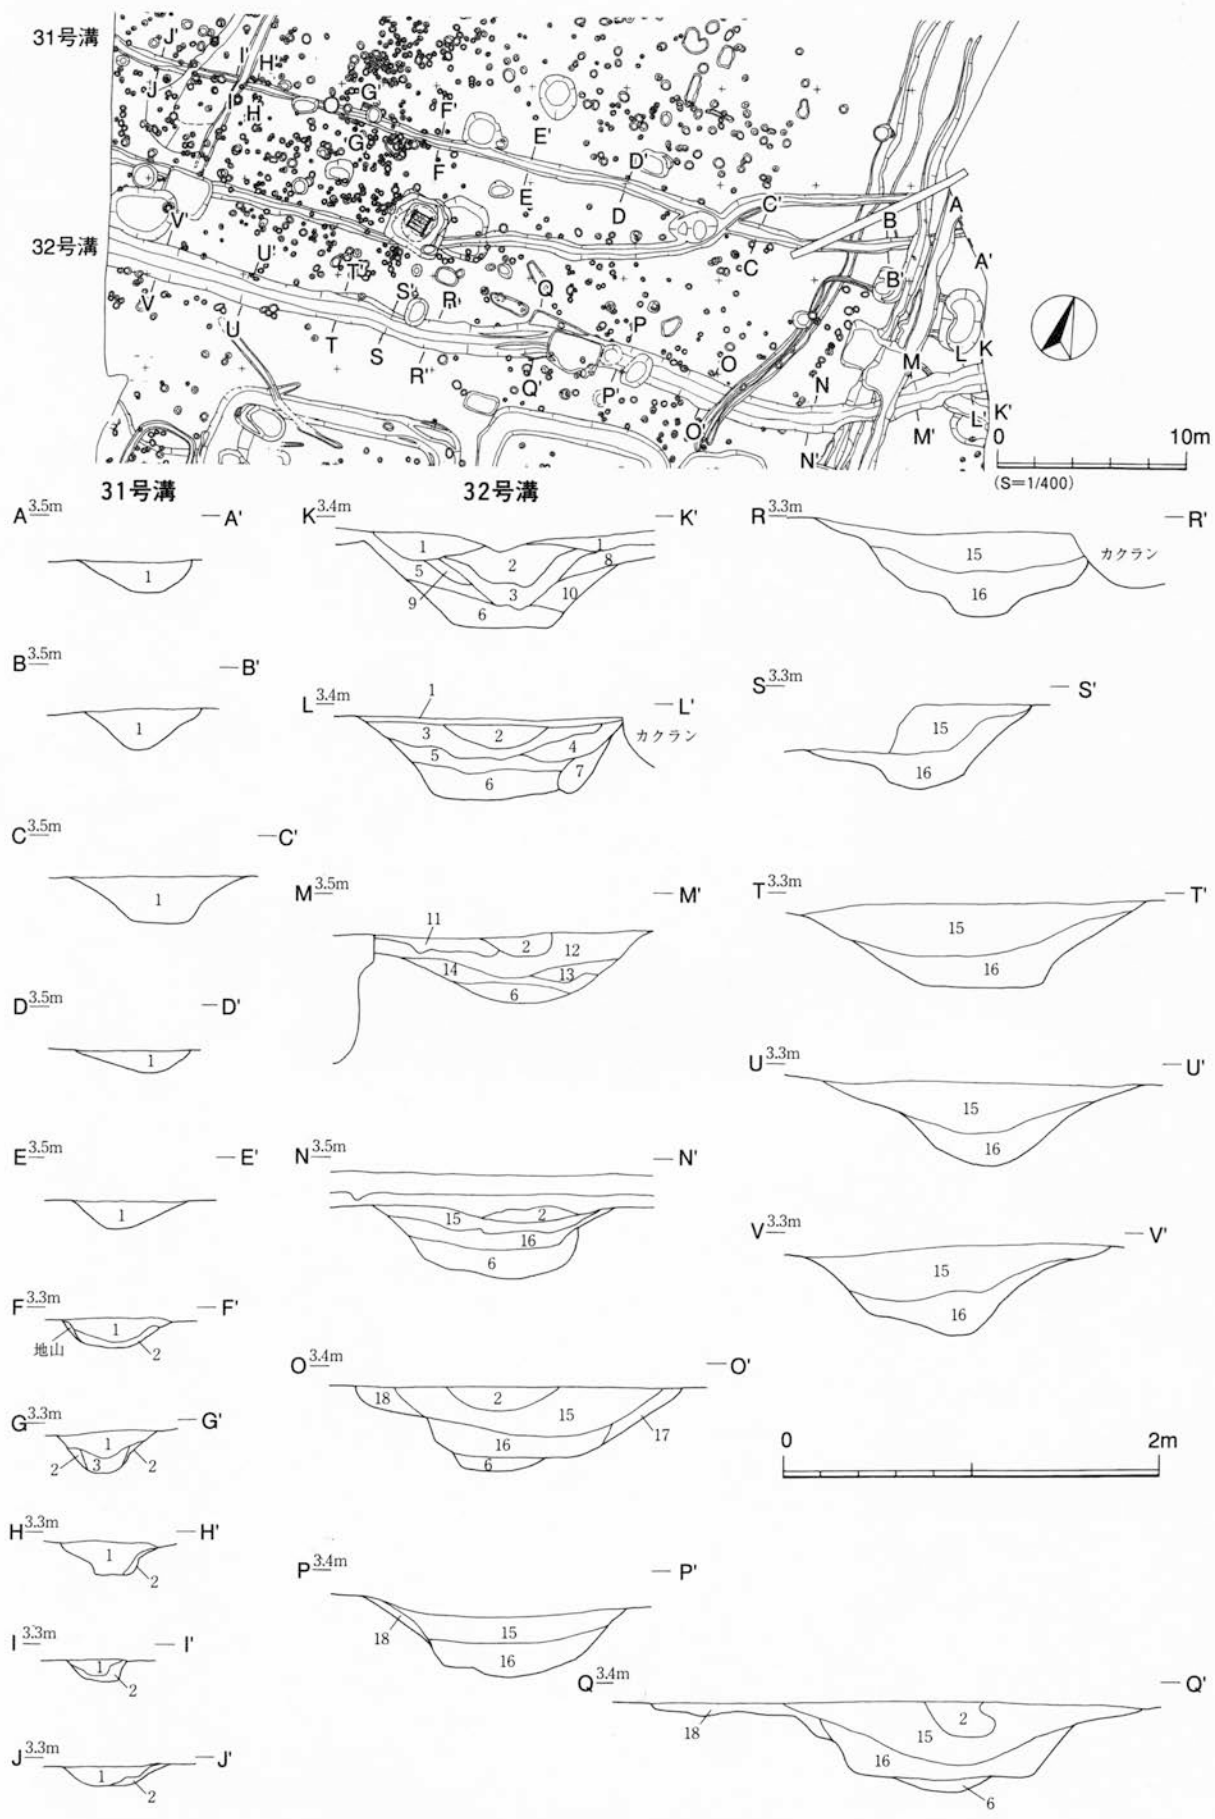 31号溝
J' I' H' G' F' E' D' C' B A
J I H G F E D C B' A'
32号溝
V' U' T' S' R Q P O N M L K
V U T S R' Q' P' O' N' M' L' K'
0 10m
(S=1/400)
31号溝
32号溝
A 3.5m A'
1
B 3.5m B'
1
C 3.5m C'
1
D 3.5m D'
1
E 3.5m E'
1
F 3.3m F'
1
地山 2
G 3.3m G'
1
2 3 2
H 3.3m H'
1
2
I 3.3m I'
1
2
J 3.3m J'
1
2
K 3.4m K'
1 2 1
5 8
9 3 10
6
L 3.4m L'
1
3 2 カクラン
5 4
6 7
M 3.5m M'
11
2 12
14 13
6
N 3.5m N'
15 2
16
6
O 3.4m O'
18 2
15
16 17
6
P 3.4m P'
18 15
16
Q 3.4m Q'
18 2
15
16
6
R 3.3m R'
15 カクラン
16
S 3.3m S'
15
16
T 3.3m T'
15
16
U 3.3m U'
15
16
V 3.3m V'
15
16
0 2m